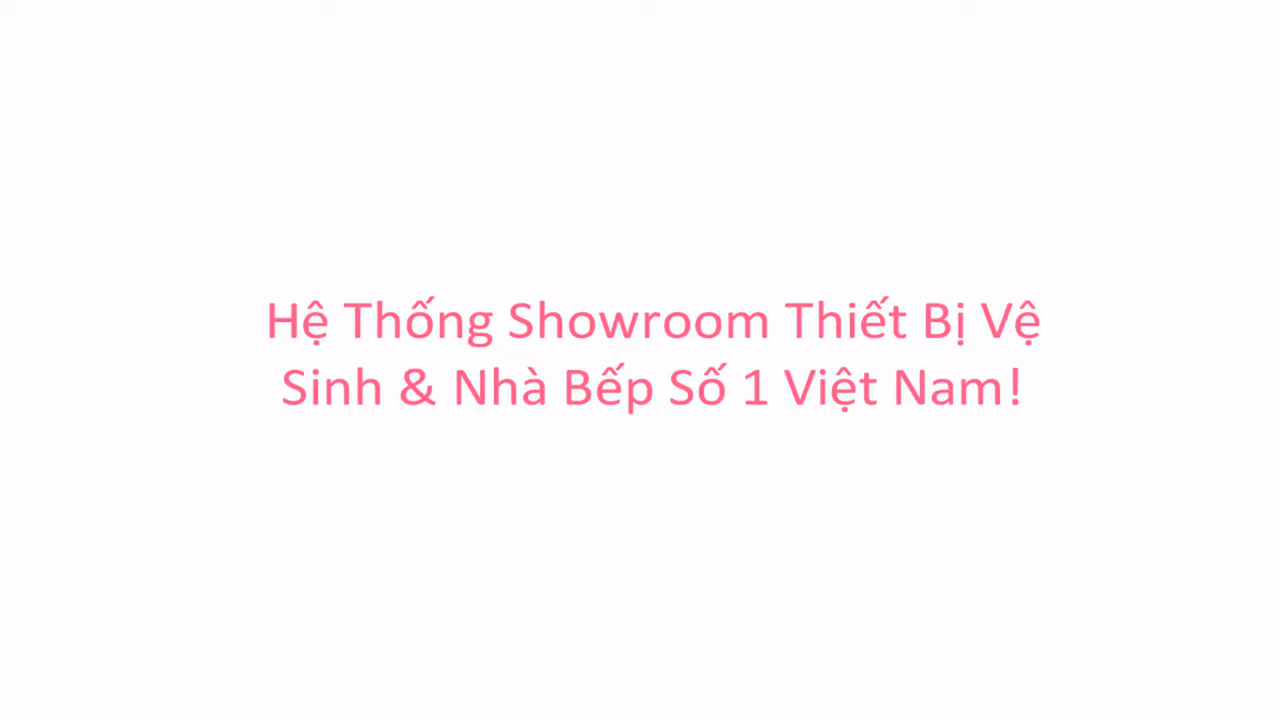 Hệ Thống Showroom Thiết Bị Vệ
Sinh & Nhà Bếp Số 1 Việt Nam!